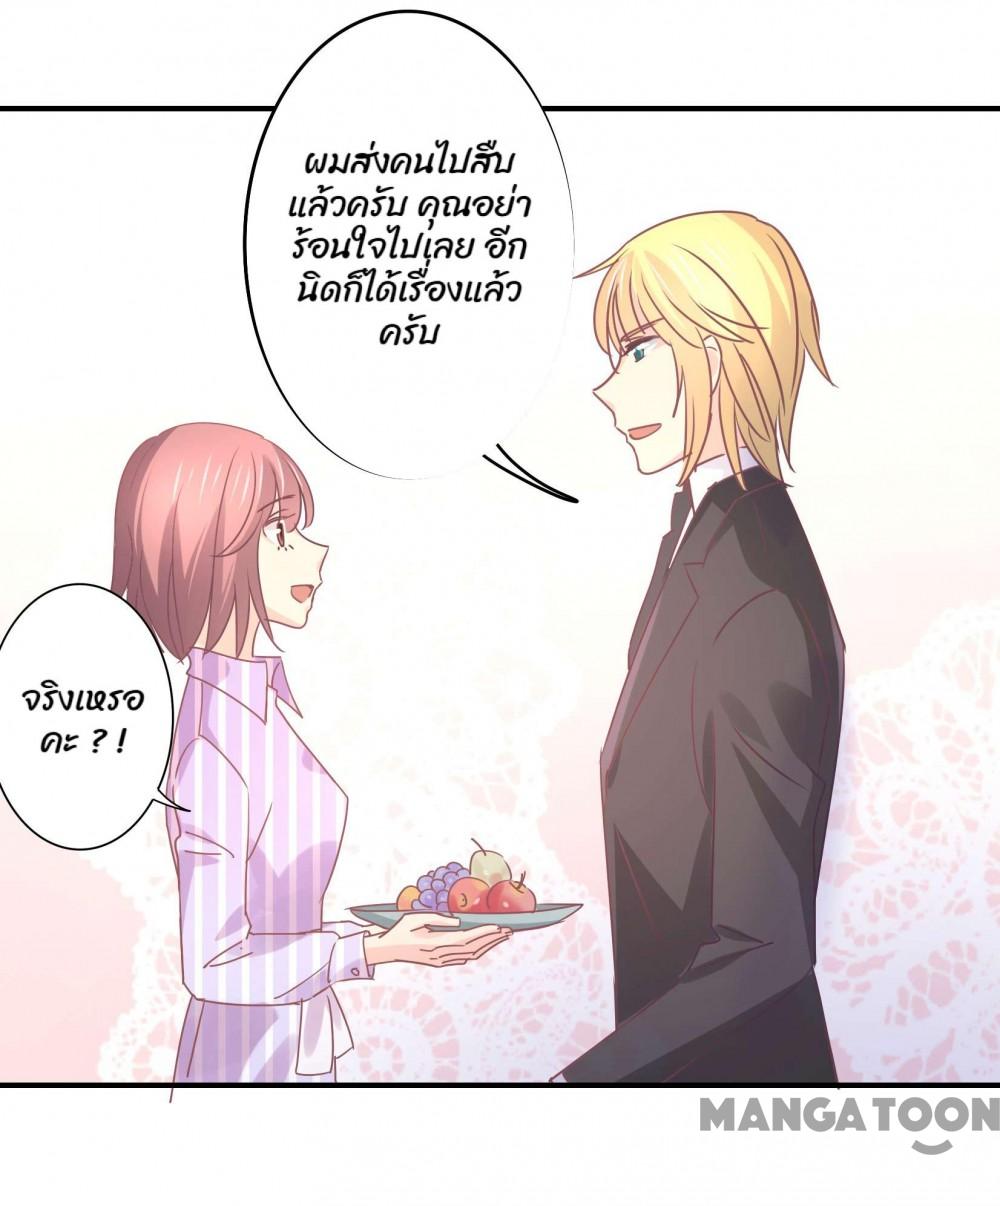 ผมส่งคนไปสืบ
แล้วครับ คุณอย่า
ร้อนใจไปเลย อีก
นิดก็ได้เรื่องแล้ว
ครับ
จริงเหรอ
คะ ? !
MANGATOON